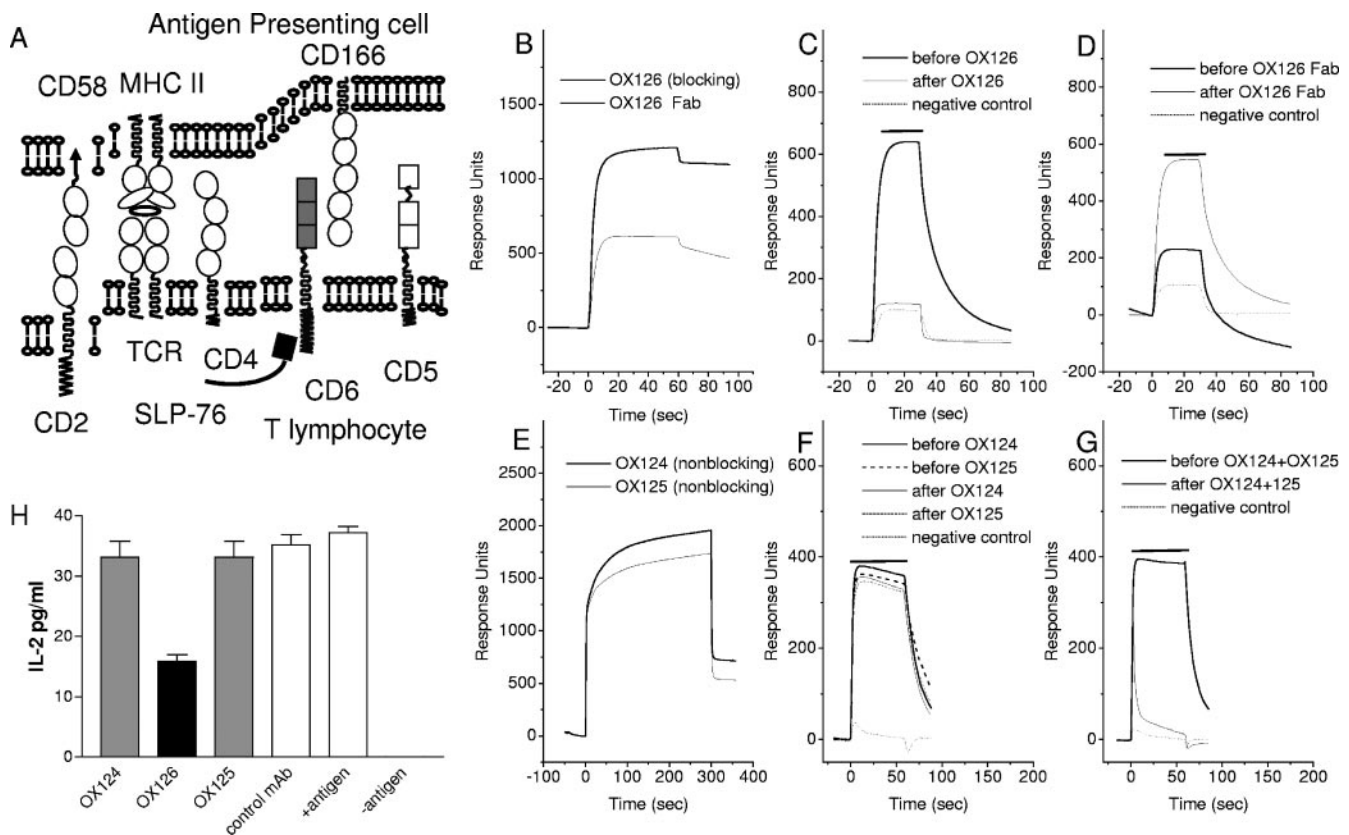 A
Antigen Presenting cell
CD166
CD58 MHC II
TCR
CD4
CD5
CD6
SLP-76
CD2
T lymphocyte
B
OX126 (blocking)
OX126 Fab
Response Units
1500
1250
1000
500
0
-20 0 20 40 60 80 100
Time (sec)
C
before OX126
after OX126
negative control
Response Units
800
600
400
200
0
-20 0 20 40 60 80 100
Time (sec)
D
before OX126 Fab
after OX126 Fab
negative control
Response Units
800
600
400
200
0
-200
-20 0 20 40 60 80 100
Time (sec)
E
OX124 (nonblocking)
OX125 (nonblocking)
Response Units
2500
2000
1500
1000
500
0
-100 0 100 200 300 400
Time (sec)
F
before OX124
before OX125
after OX124
after OX125
negative control
Response Units
600
400
200
0
0 50 100 150 200
Time (sec)
G
before OX124+OX125
after OX124+125
negative control
Response Units
600
400
200
0
0 50 100 150 200
Time (sec)
H
IL-2 pg/ml
40
30
20
10
0
OX124
OX126
OX125
control mAb
+antigen
-antigen